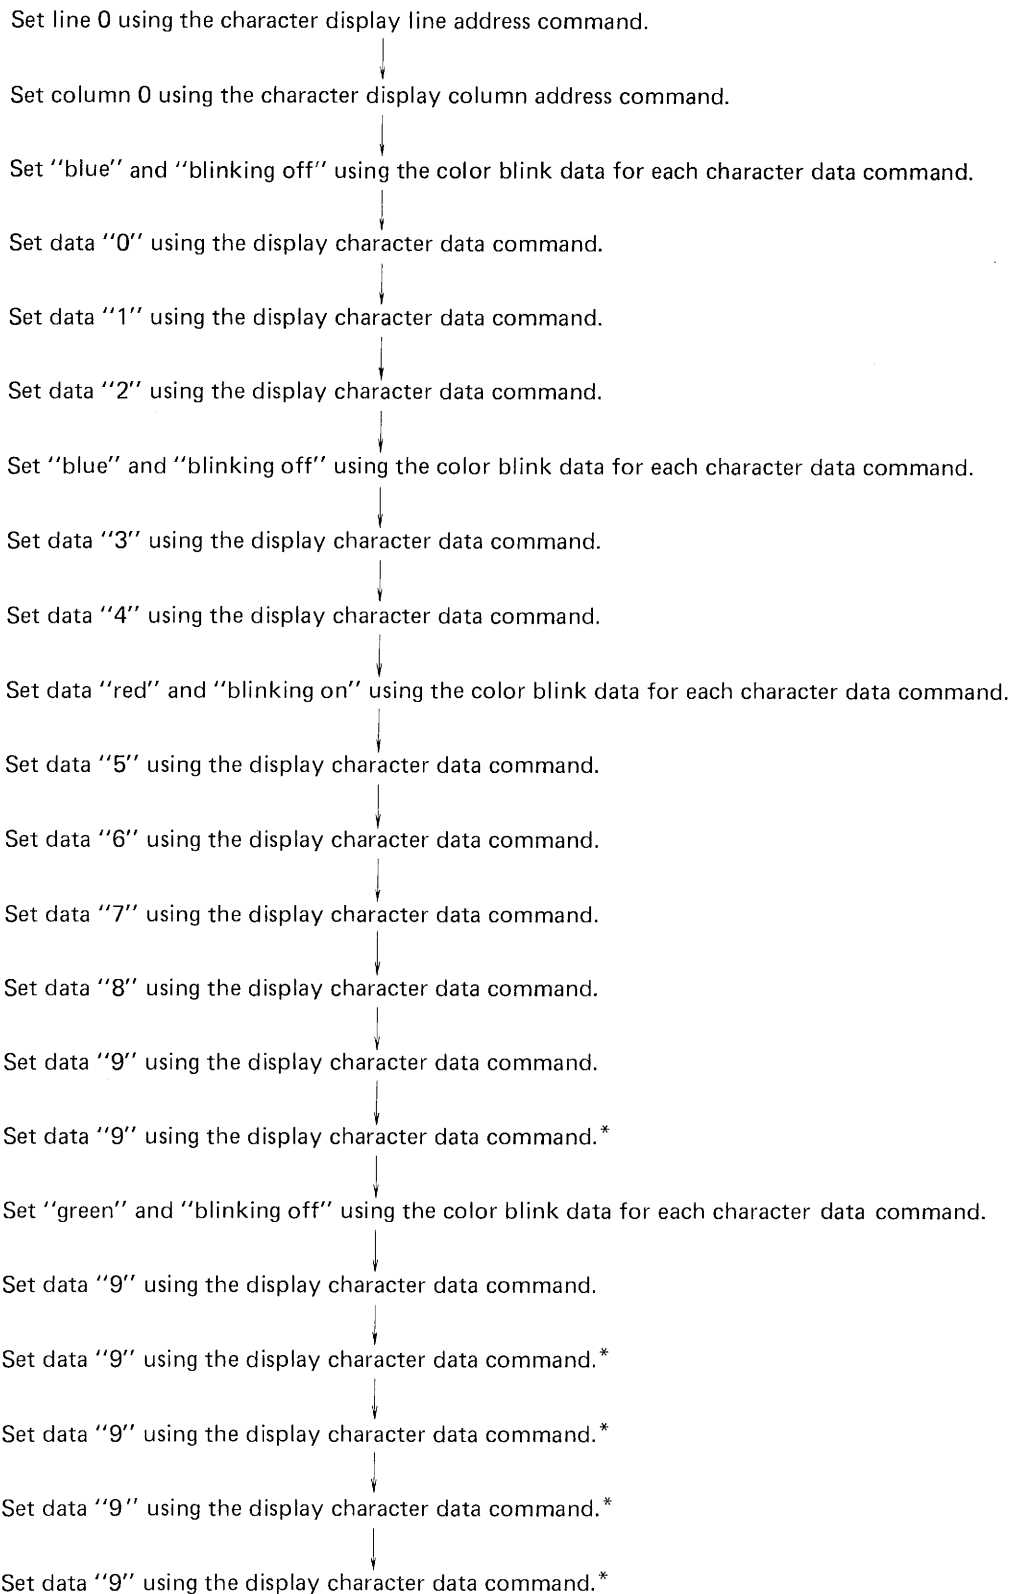 Set line 0 using the character display line address command.
Set column 0 using the character display column address command.
Set "blue" and "blinking off" using the color blink data for each character data command.
Set data "0" using the display character data command.
Set data "1" using the display character data command.
Set data "2" using the display character data command.
Set "blue" and "blinking off" using the color blink data for each character data command.
Set data "3" using the display character data command.
Set data "4" using the display character data command.
Set data "red" and "blinking on" using the color blink data for each character data command.
Set data "5" using the display character data command.
Set data "6" using the display character data command.
Set data "7" using the display character data command.
Set data "8" using the display character data command.
Set data "9" using the display character data command.
Set data "9" using the display character data command.*
Set "green" and "blinking off" using the color blink data for each character data command.
Set data "9" using the display character data command.
Set data "9" using the display character data command.*
Set data "9" using the display character data command.*
Set data "9" using the display character data command.*
Set data "9" using the display character data command.*